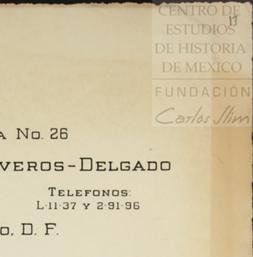 CENTRO DE
ESTUDIOS
DE HISTORIA
DE MEXICO
FUNDACIÓN
Carlos Slim
17
A No. 26
VEROS-DELGADO
TELEFONOS:
L-11-37 Y 2-91-96
O, D. F.